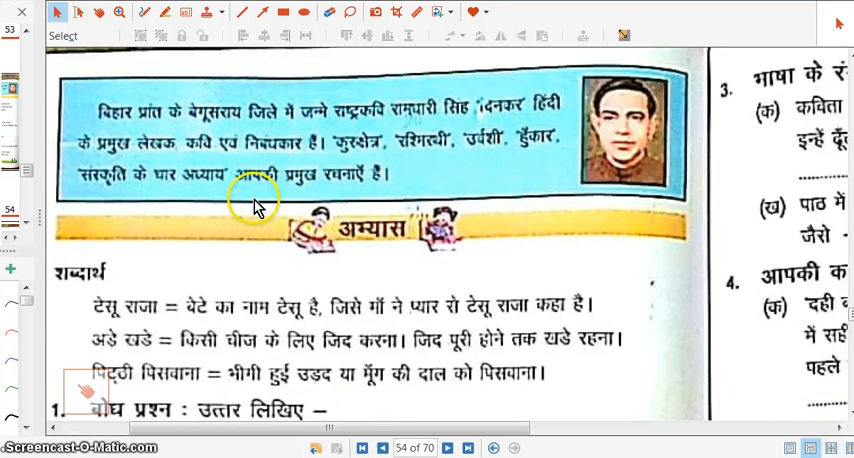 53
54
Select
बिहार प्रांत के बेगूसराय जिले में जन्मे राष्ट्रकवि रामधारी सिंह 'दिनकर' हिंदी
के प्रमुख लेखक, कवि एवं निबंधकार हैं। 'कुरुक्षेत्र', 'रश्मिरथी', 'उर्वशी', 'हुँकार',
'संस्कृति के चार अध्याय' आपकी प्रमुख रचनाएँ हैं।
अभ्यास
शब्दार्थ
टेसू राजा = बेटे का नाम टेसू है, जिसे माँ ने प्यार से टेसू राजा कहा है।
अडे खडे = किसी चीज के लिए जिद करना। जिद पूरी होने तक खडे रहना।
पिट्ठी पिसवाना = भीगी हुई उड़द या मूँग की दाल को पिसवाना।
1. बोध प्रश्न : उत्तर लिखिए –
3. भाषा के
(क) कविता
इन्हें
(ख) पाठ में
जैसे -
4. आपकी
(क) 'दही
में
पहले
Screencast-O-Matic.com
54 of 70